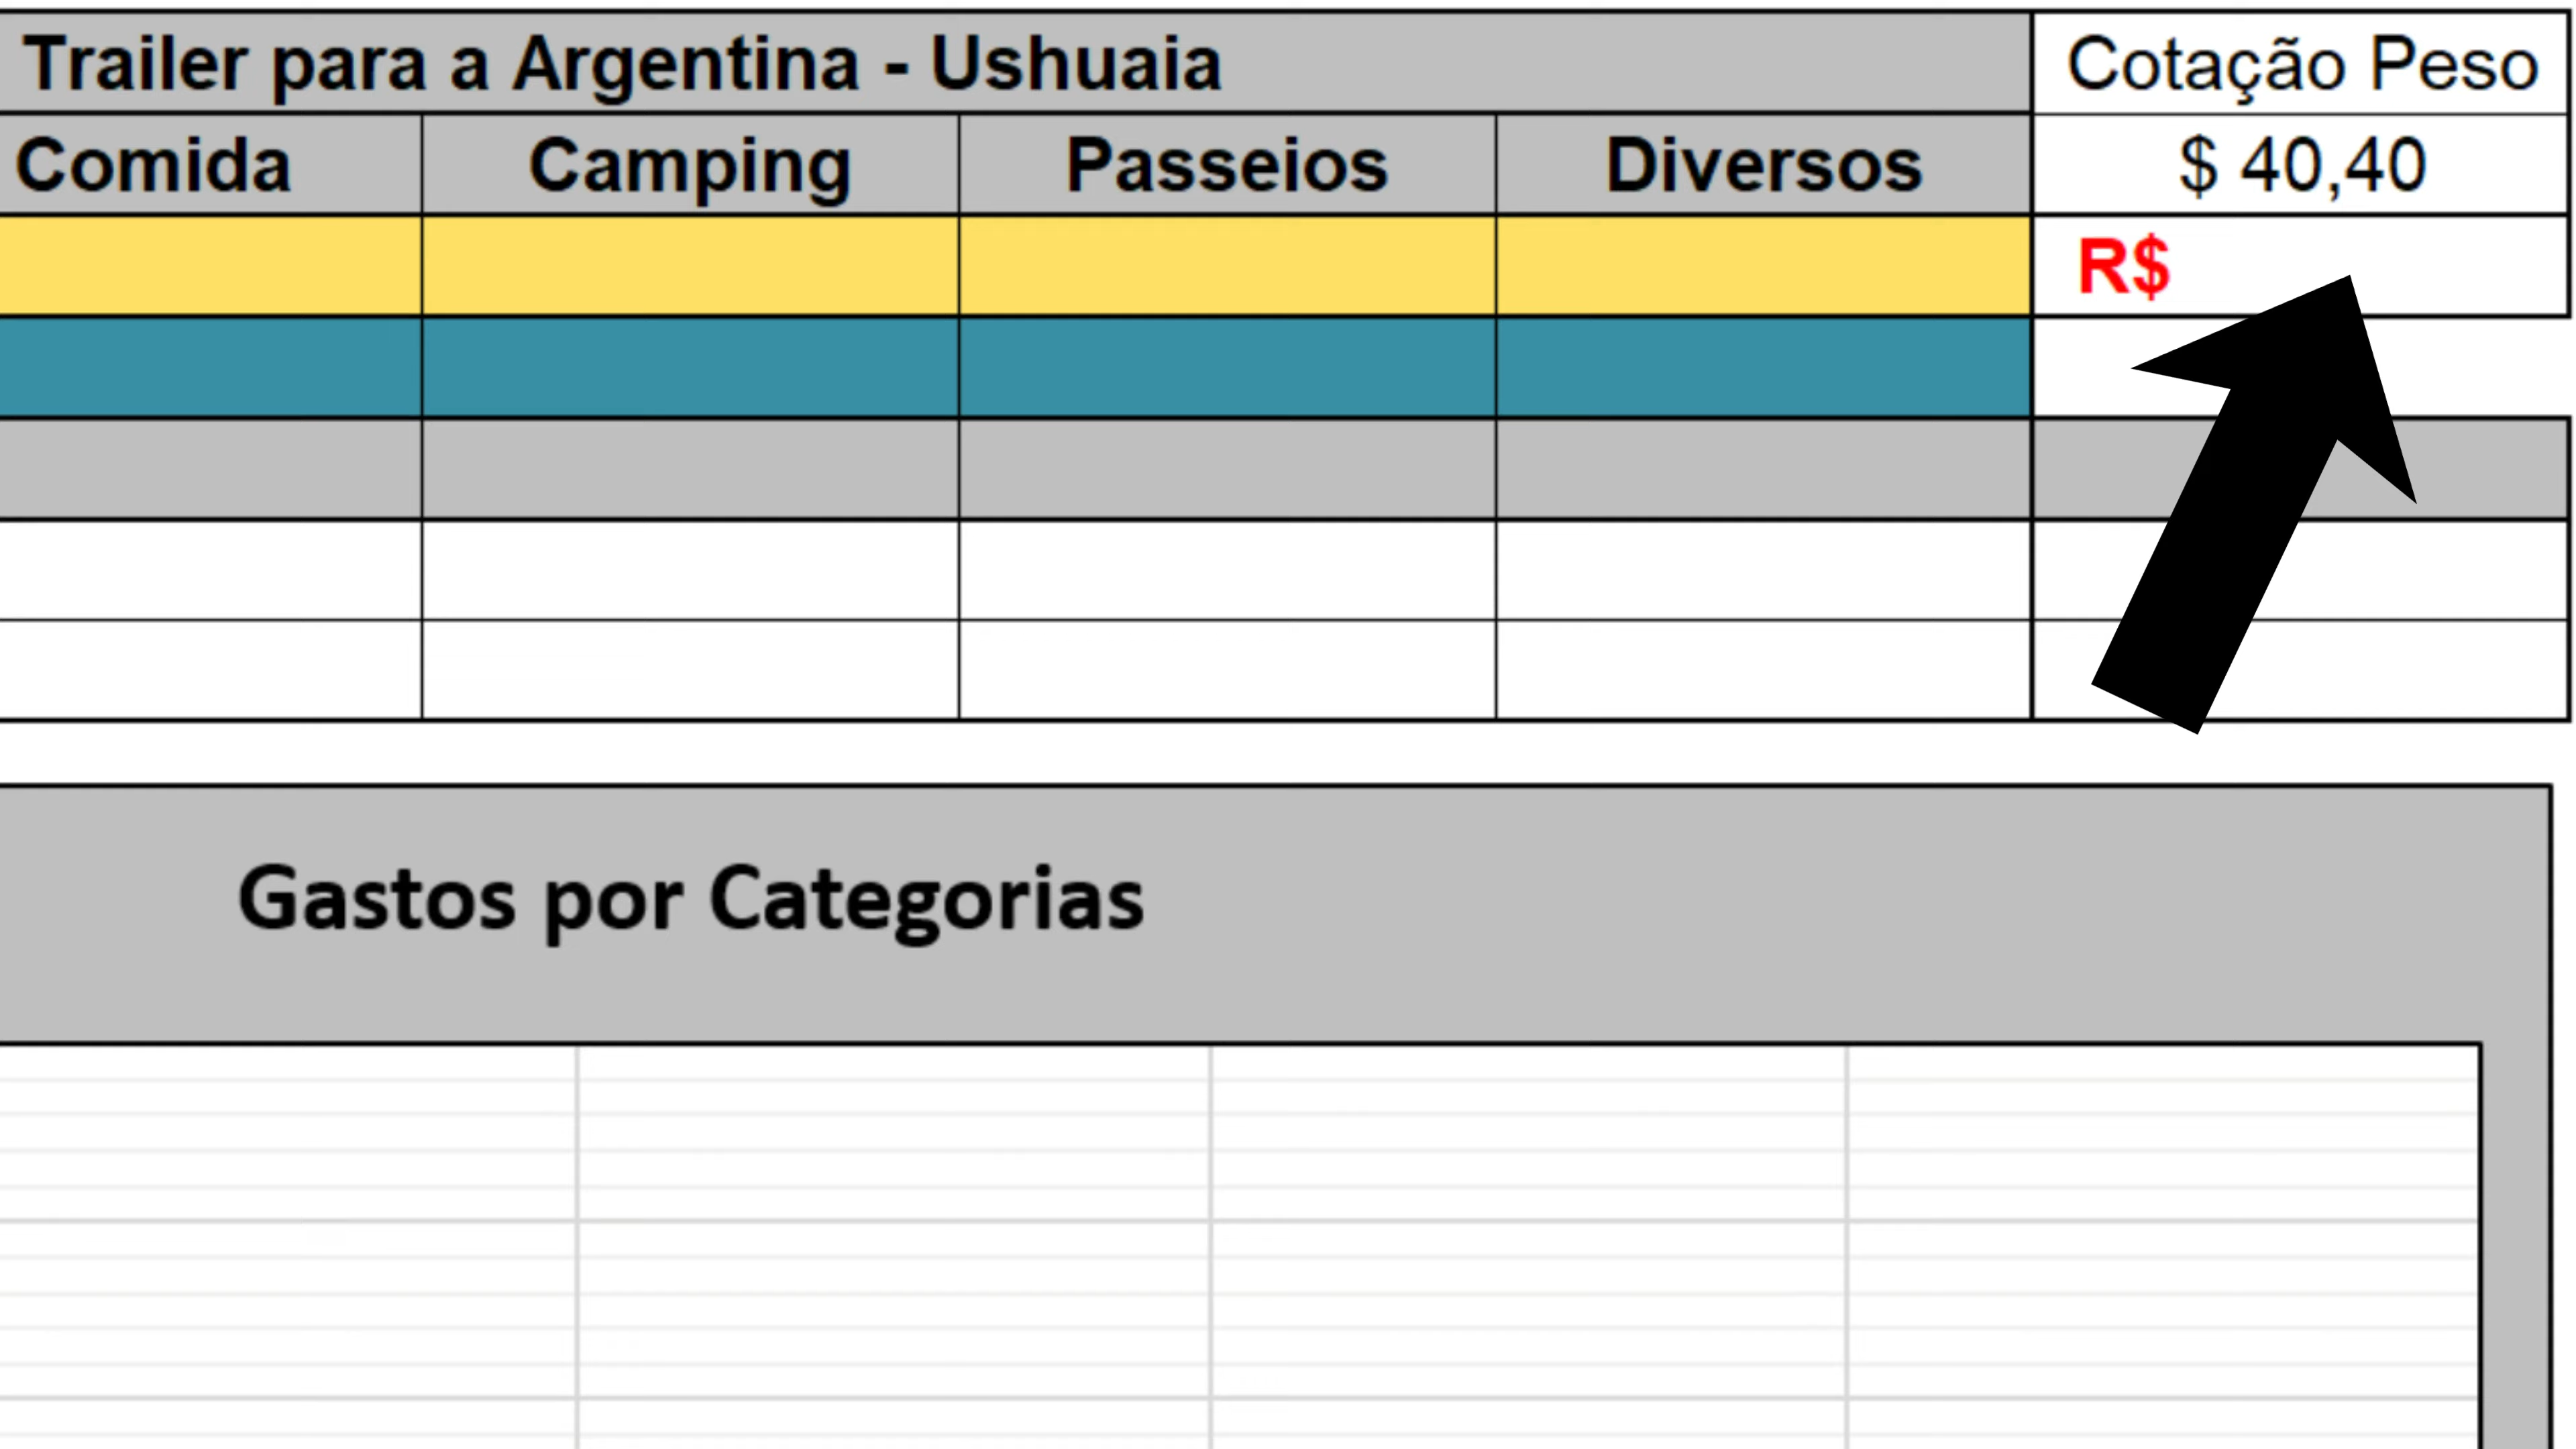 Trailer para a Argentina - Ushuaia
Cotação Peso
Comida
Camping
Passeios
Diversos
$ 40,40
R$
Gastos por Categorias